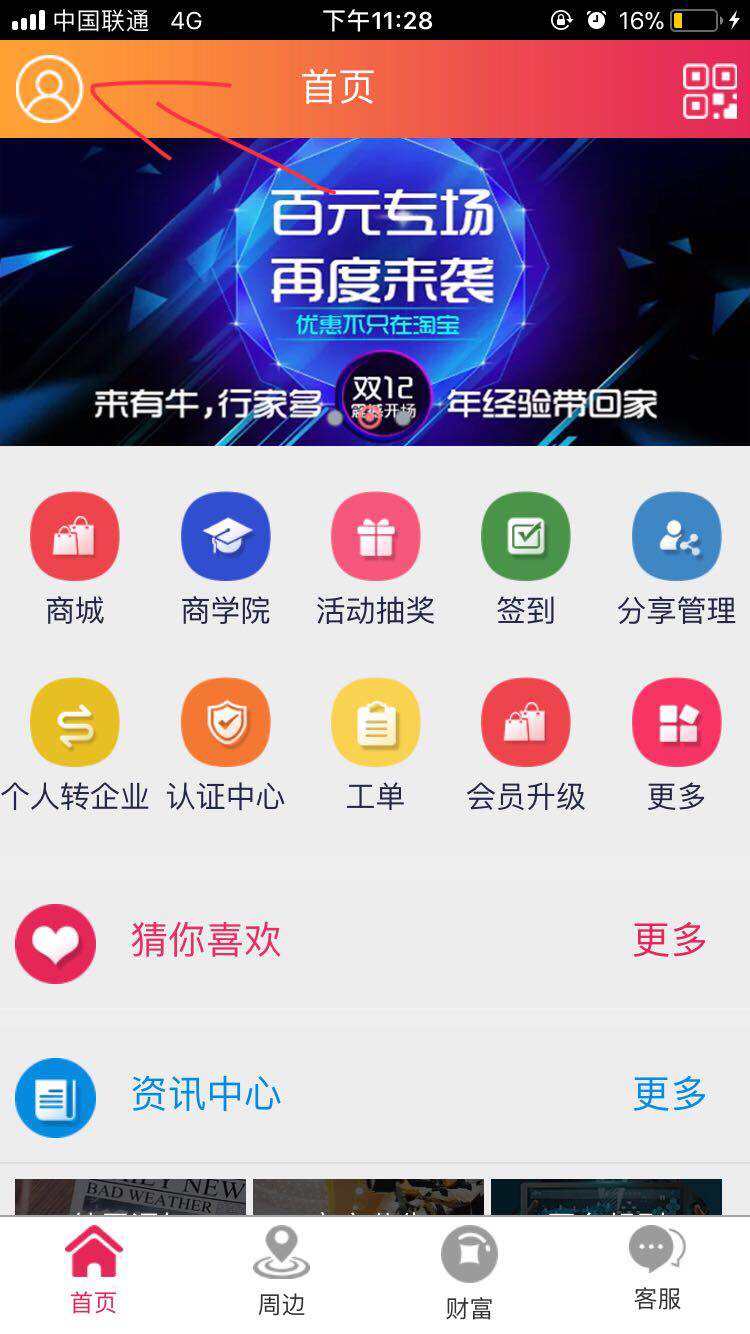 中国联通 4G 下午11:28 16%
首页
百元专场
再度来袭
优惠不只在淘宝
双12
震撼开场
来有牛,行家多 年经验带回家
商城 商学院 活动抽奖 签到 分享管理
个人转企业 认证中心 工单 会员升级 更多
猜你喜欢 更多
资讯中心 更多
DAILY NEW
BAD WEATHER
首页 周边 财富 客服